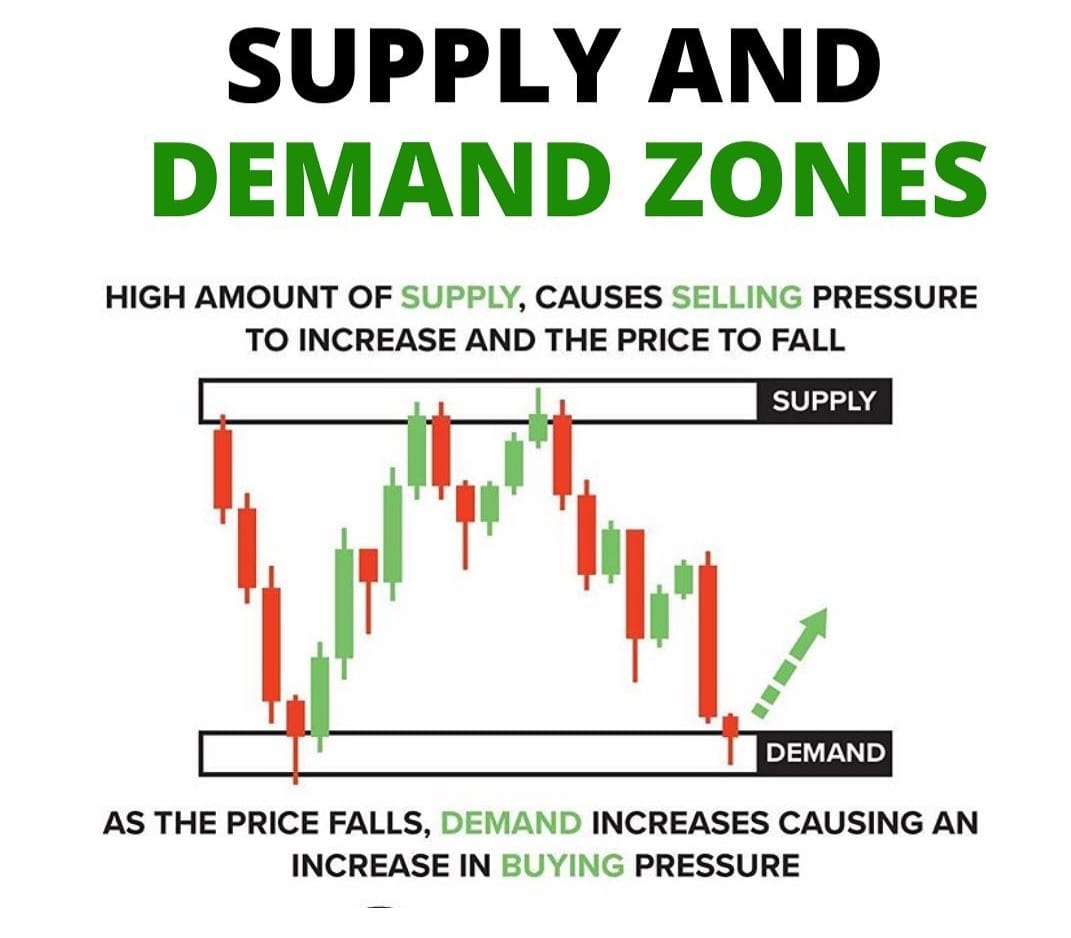 SUPPLY AND
DEMAND ZONES
HIGH AMOUNT OF SUPPLY, CAUSES SELLING PRESSURE
TO INCREASE AND THE PRICE TO FALL
SUPPLY
DEMAND
AS THE PRICE FALLS, DEMAND INCREASES CAUSING AN
INCREASE IN BUYING PRESSURE